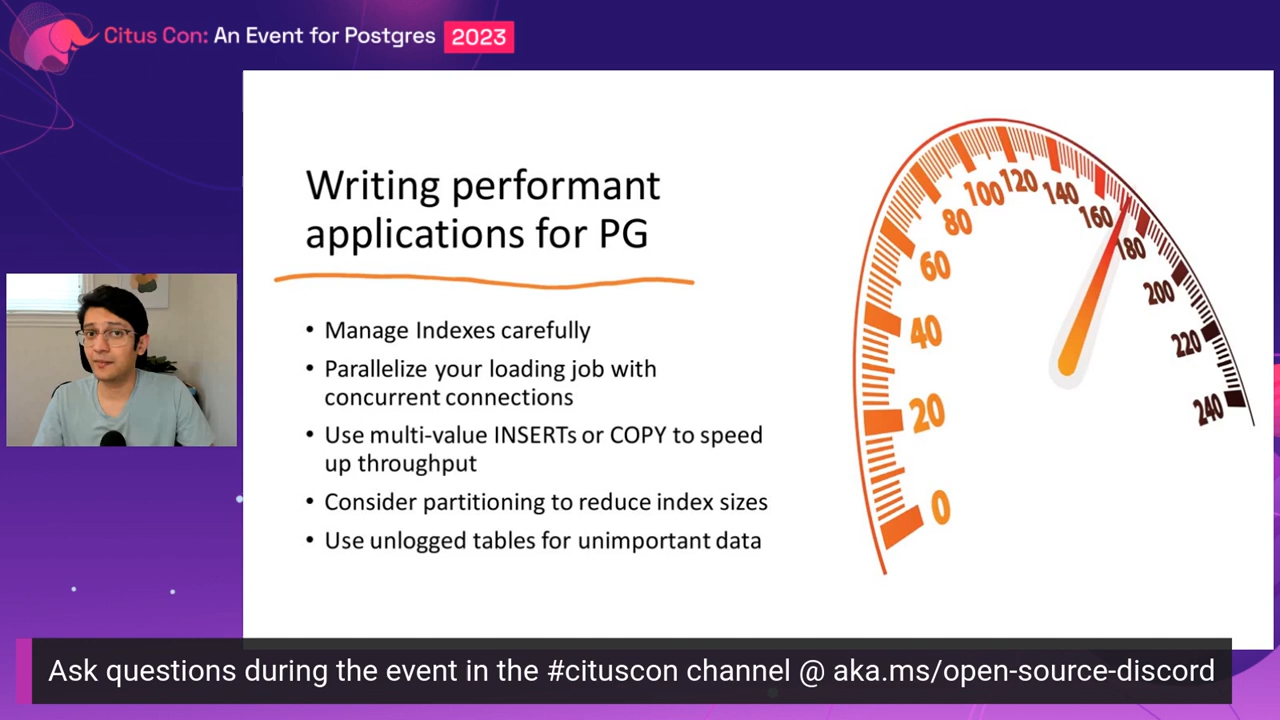 Citus Con: An Event for Postgres 2023
Writing performant
applications for PG
• Manage Indexes carefully
• Parallelize your loading job with
concurrent connections
• Use multi-value INSERTs or COPY to speed
up throughput
• Consider partitioning to reduce index sizes
• Use unlogged tables for unimportant data
0
20
40
60
80
100
120
140
160
180
200
220
240
Ask questions during the event in the #cituscon channel @ aka.ms/open-source-discord